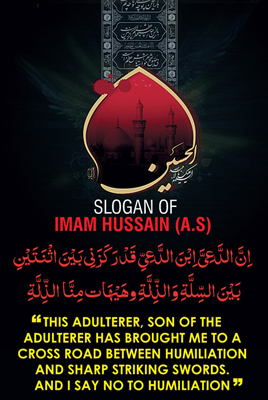 الحسین
SLOGAN OF
IMAM HUSSAIN (A.S)
اِنَّ الدَّعِیَّ ابْنَ الدَّعِیِّ قَدْ رَکَزَنِی بَیْنَ اثْنَتَیْنِ
بَیْنَ السِّلَّةِ وَالذِّلَّةِ وَهَیْهَاتَ مِنَّا الذِّلَّةِ
“THIS ADULTERER, SON OF THE
ADULTERER HAS BROUGHT ME TO A
CROSS ROAD BETWEEN HUMILIATION
AND SHARP STRIKING SWORDS.
AND I SAY NO TO HUMILIATION”